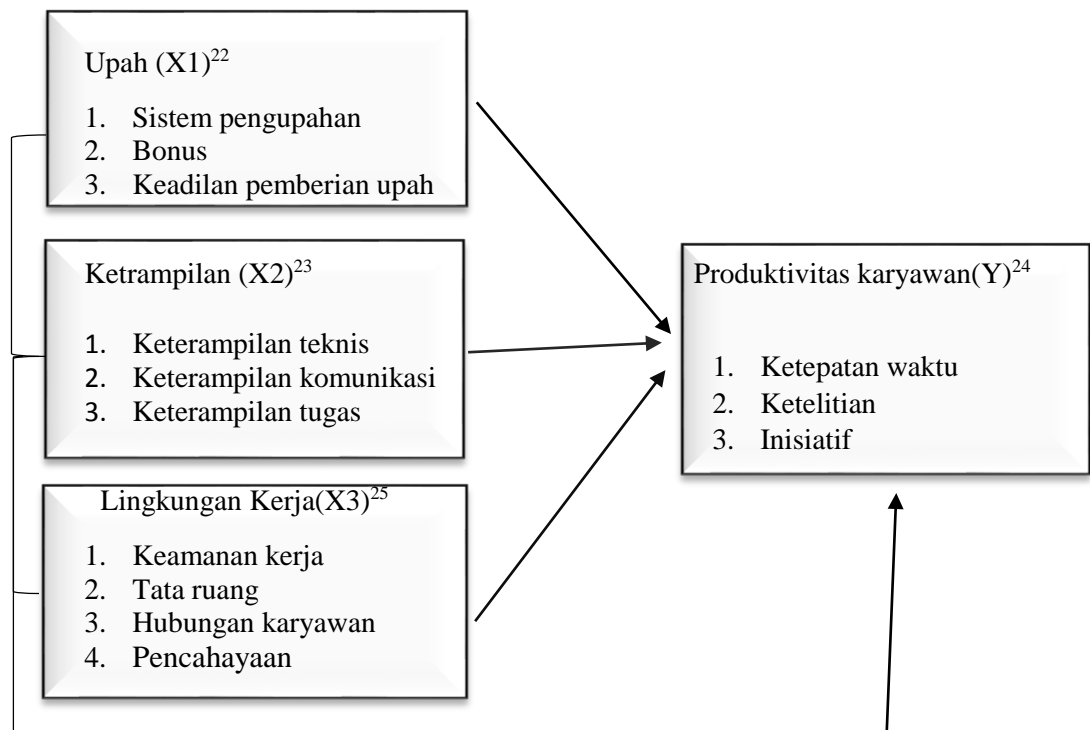 Upah (X1)22
1. Sistem pengupahan
2. Bonus
3. Keadilan pemberian upah
Ketrampilan (X2)23
1. Keterampilan teknis
2. Keterampilan komunikasi
3. Keterampilan tugas
Lingkungan Kerja(X3)25
1. Keamanan kerja
2. Tata ruang
3. Hubungan karyawan
4. Pencahayaan
Produktivitas karyawan(Y)24
1. Ketepatan waktu
2. Ketelitian
3. Inisiatif